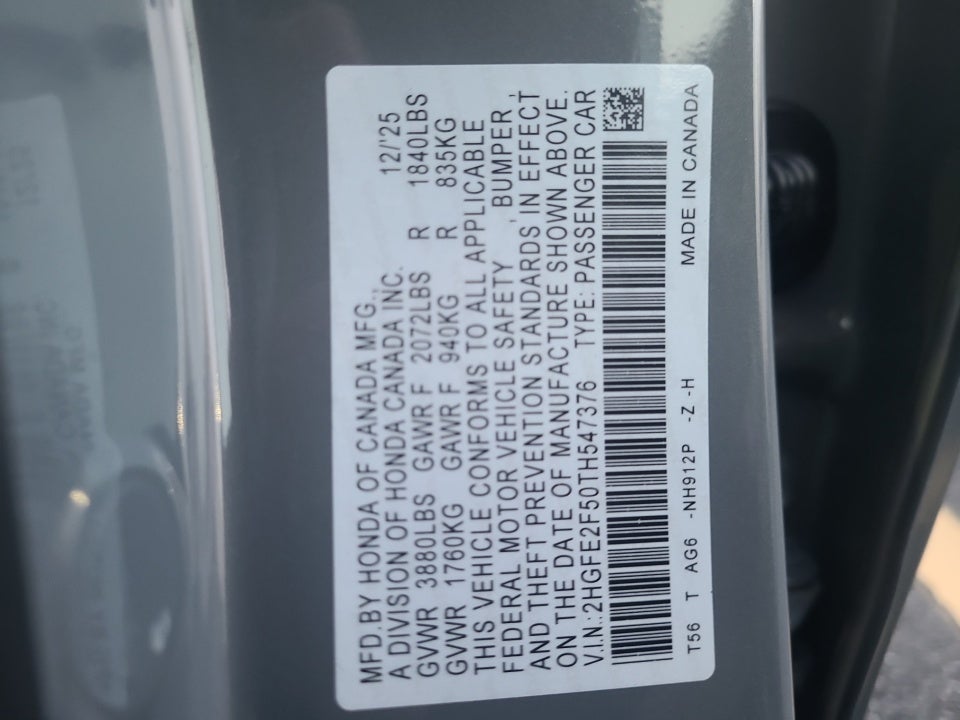 MFD.BY HONDA OF CANADA MFG.,
A DIVISION OF HONDA CANADA INC. 12/'25
GVWR 3880LBS GAWR F 2072LBS R 1840LBS
GVWR 1760KG GAWR F 940KG R 835KG
THIS VEHICLE CONFORMS TO ALL APPLICABLE
FEDERAL MOTOR VEHICLE SAFETY , BUMPER ,
AND THEFT PREVENTION STANDARDS IN EFFECT
ON THE DATE OF MANUFACTURE SHOWN ABOVE.
V.I.N.:2HGFE2F50TH547376 TYPE: PASSENGER CAR
T56 T AG6 -NH912P -Z -H MADE IN CANADA